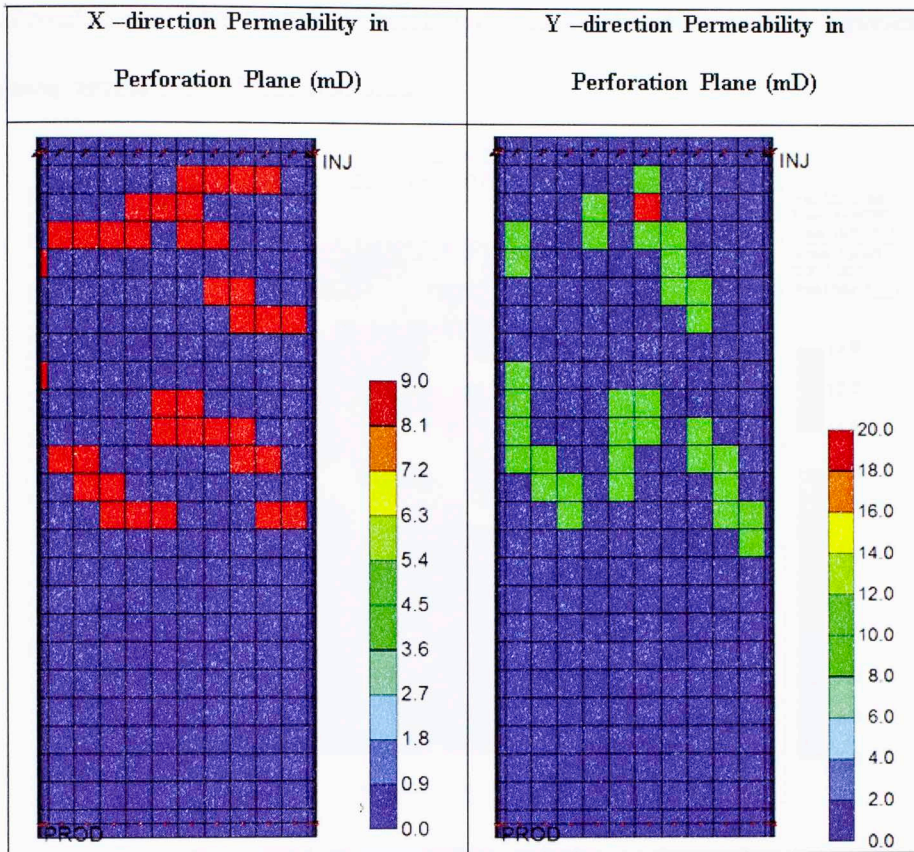 X –direction Permeability in
Perforation Plane (mD)
Y –direction Permeability in
Perforation Plane (mD)
INJ
9.0
8.1
7.2
6.3
5.4
4.5
3.6
2.7
1.8
0.9
0.0
PROD
INJ
20.0
18.0
16.0
14.0
12.0
10.0
8.0
6.0
4.0
2.0
0.0
PROD